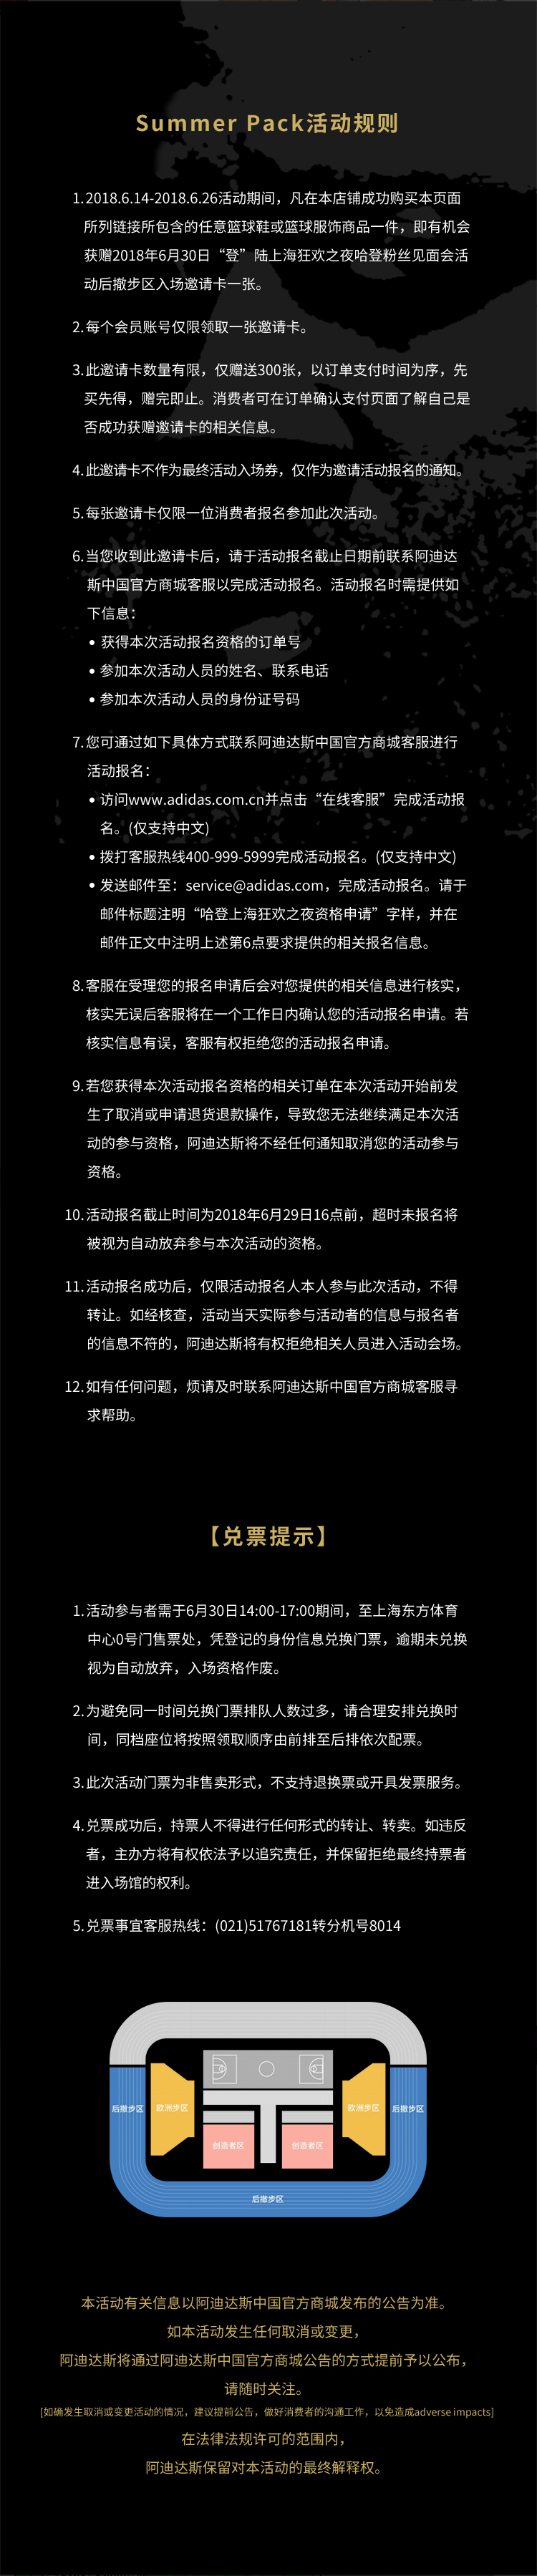 Summer Pack活动规则
1.2018.6.14-2018.6.26活动期间，凡在本店铺成功购买本页面
所列链接所包含的任意篮球鞋或篮球服饰商品一件，即有机会
获赠2018年6月30日“登”陆上海狂欢之夜哈登粉丝见面会活
动后撤步区入场邀请卡一张。
2.每个会员账号仅限领取一张邀请卡。
3.此邀请卡数量有限，仅赠送300张，以订单支付时间为序，先
买先得，赠完即止。消费者可在订单确认支付页面了解自己是
否成功获赠邀请卡的相关信息。
4.此邀请卡不作为最终活动入场券，仅作为邀请活动报名的通知。
5.每张邀请卡仅限一位消费者报名参加此次活动。
6.当您收到此邀请卡后，请于活动报名截止日期前联系阿迪达
斯中国官方商城客服以完成活动报名。活动报名时需提供如
下信息：
• 获得本次活动报名资格的订单号
• 参加本次活动人员的姓名、联系电话
• 参加本次活动人员的身份证号码
7.您可通过如下具体方式联系阿迪达斯中国官方商城客服进行
活动报名：
• 访问www.adidas.com.cn并点击“在线客服”完成活动报
名。(仅支持中文)
• 拨打客服热线400-999-5999完成活动报名。(仅支持中文)
• 发送邮件至：service@adidas.com，完成活动报名。请于
邮件标题注明“哈登上海狂欢之夜资格申请”字样，并在
邮件正文中注明上述第6点要求提供的相关报名信息。
8.客服在受理您的报名申请后会对您提供的相关信息进行核实，
核实无误后客服将在一个工作日内确认您的活动报名申请。若
核实信息有误，客服有权拒绝您的活动报名申请。
9.若您获得本次活动报名资格的相关订单在本次活动开始前发
生了取消或申请退货退款操作，导致您无法继续满足本次活
动的参与资格，阿迪达斯将不经任何通知取消您的活动参与
资格。
10.活动报名截止时间为2018年6月29日16点前，超时未报名将
被视为自动放弃参与本次活动的资格。
11.活动报名成功后，仅限活动报名人本人参与此次活动，不得
转让。如经核查，活动当天实际参与活动者的信息与报名者
的信息不符的，阿迪达斯将有权拒绝相关人员进入活动会场。
12.如有任何问题，烦请及时联系阿迪达斯中国官方商城客服寻
求帮助。
【兑票提示】
1.活动参与者需于6月30日14:00-17:00期间，至上海东方体育
中心0号门售票处，凭登记的身份信息兑换门票，逾期未兑换
视为自动放弃，入场资格作废。
2.为避免同一时间兑换门票排队人数过多，请合理安排兑换时
间，同档座位将按照领取顺序由前排至后排依次配票。
3.此次活动门票为非售卖形式，不支持退换票或开具发票服务。
4.兑票成功后，持票人不得进行任何形式的转让、转卖。如违反
者，主办方将有权依法予以追究责任，并保留拒绝最终持票者
进入场馆的权利。
5.兑票事宜客服热线：(021)51767181转分机号8014
后撤步区 欧洲步区 欧洲步区 后撤步区
创造者区 创造者区
后撤步区
本活动有关信息以阿迪达斯中国官方商城发布的公告为准。
如本活动发生任何取消或变更，
阿迪达斯将通过阿迪达斯中国官方商城公告的方式提前予以公布，
请随时关注。
[如确发生取消或变更活动的情况，建议提前公告，做好消费者的沟通工作，以免造成adverse impacts]
在法律法规许可的范围内，
阿迪达斯保留对本活动的最终解释权。